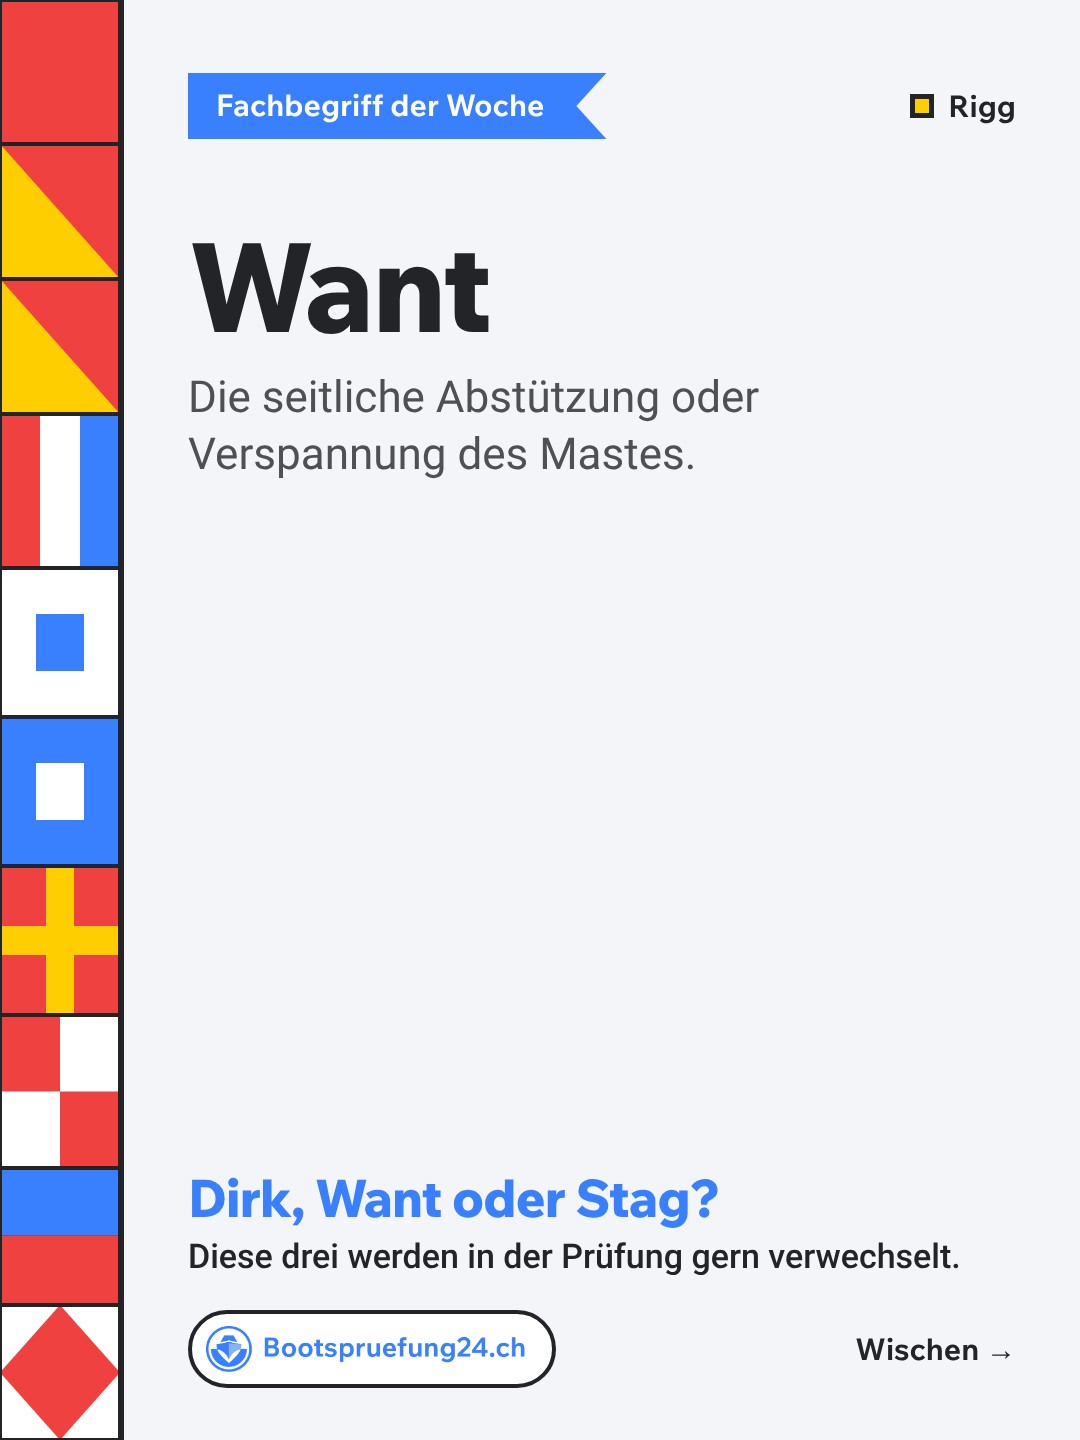 Fachbegriff der Woche
Rigg
Want
Die seitliche Abstützung oder
Verspannung des Mastes.
Dirk, Want oder Stag?
Diese drei werden in der Prüfung gern verwechselt.
Bootspruefung24.ch
Wischen →